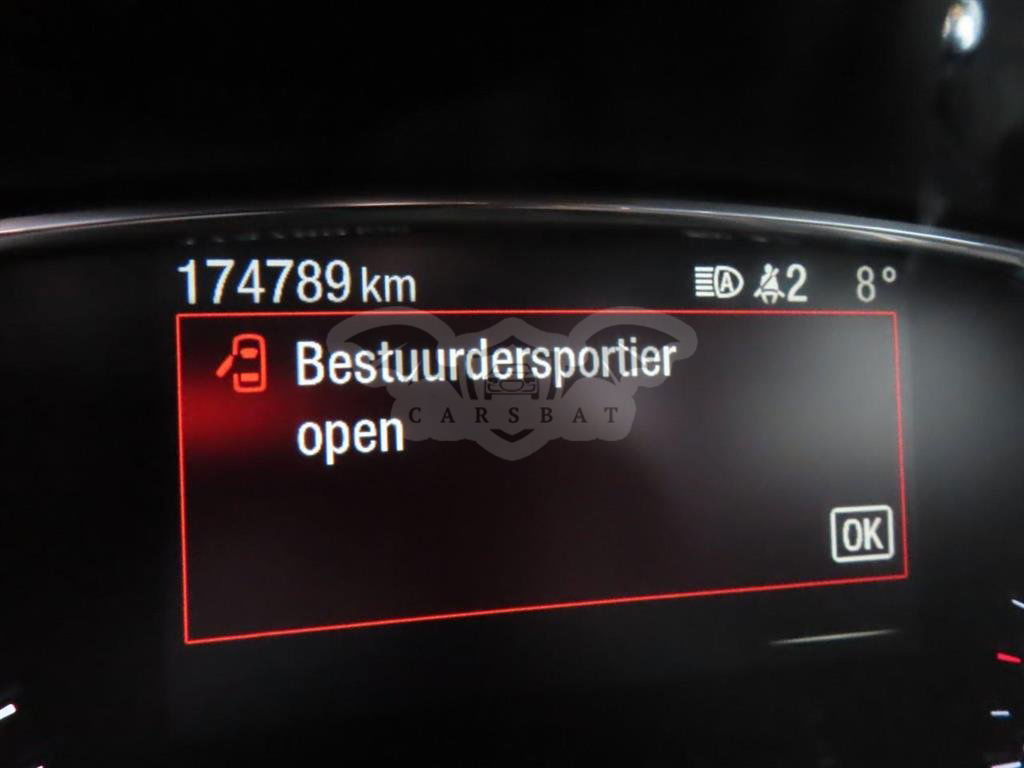 174789 km A 2 8°
Bestuurdersportier
open
CARSBAT
OK